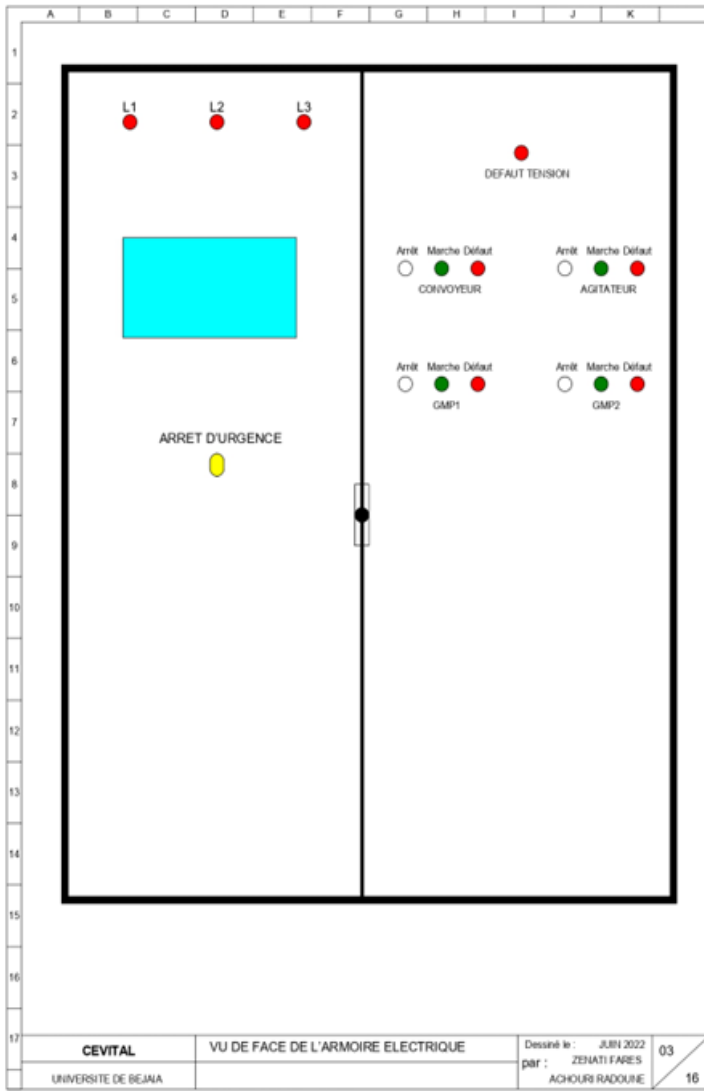 A B C D E F G H I J K
1
2
3
4
5
6
7
8
9
10
11
12
13
14
15
16
17
L1 L2 L3
DEFAUT TENSION
Arrêt Marche Défaut Arrêt Marche Défaut
CONVOYEUR AGITATEUR
Arrêt Marche Défaut Arrêt Marche Défaut
GMP1 GMP2
ARRET D'URGENCE
CEVITAL
UNIVERSITE DE BEJAIA
VU DE FACE DE L'ARMOIRE ELECTRIQUE
Dessiné le : JUIN 2022
par : ZENATI FARES
ACHOURI RADOUNE
03
16